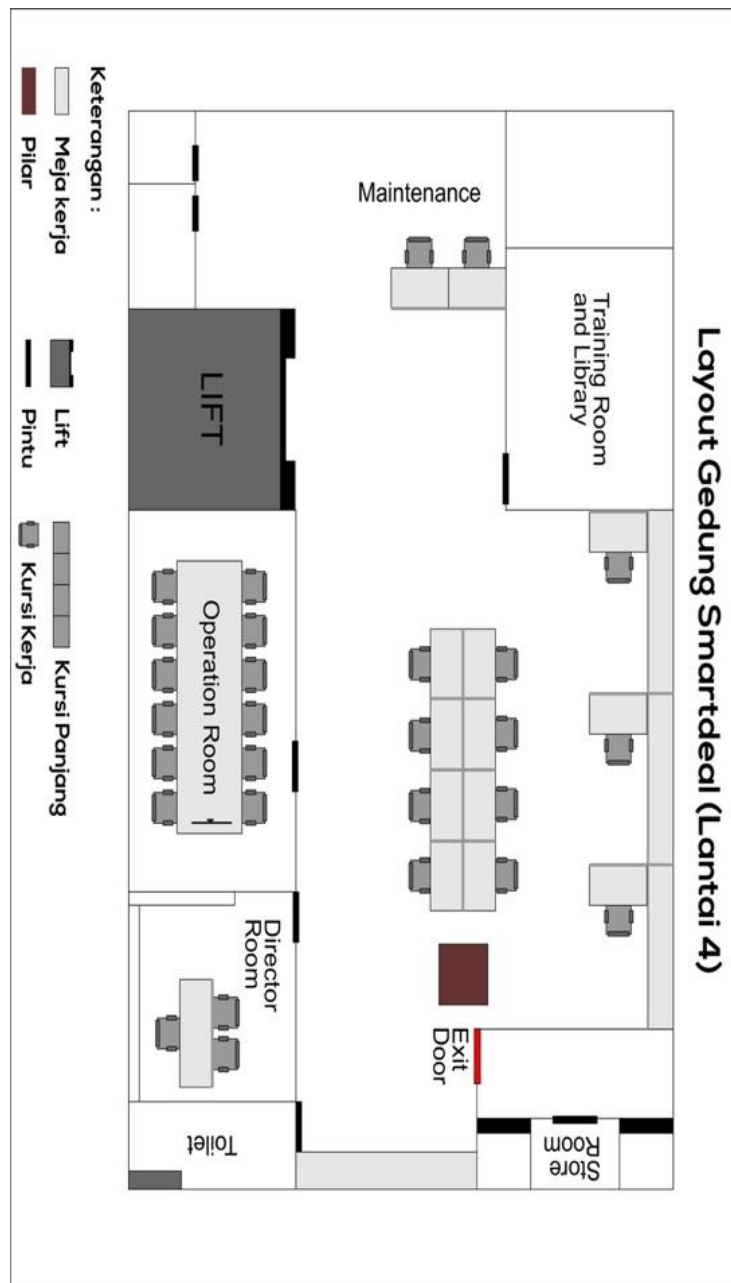 Layout Gedung Smartdeal (Lantai 4)
Maintenance
Training Room
and Library
LIFT
Operation Room
Director
Room
Exit
Door
Toilet
Store
Room
Keterangan :
Meja kerja
Lift
Kursi Panjang
Pilar
Pintu
Kursi Kerja